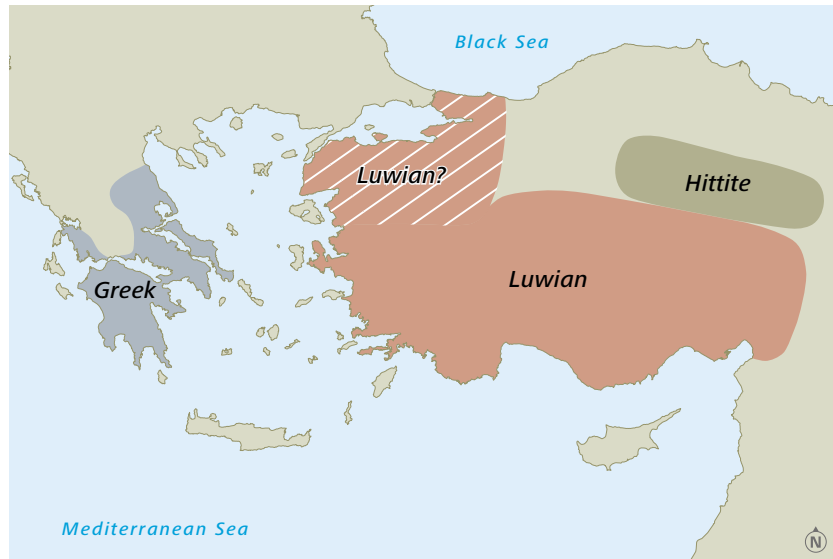 Black Sea
Luwian?
Hittite
Luwian
Greek
Mediterranean Sea
N